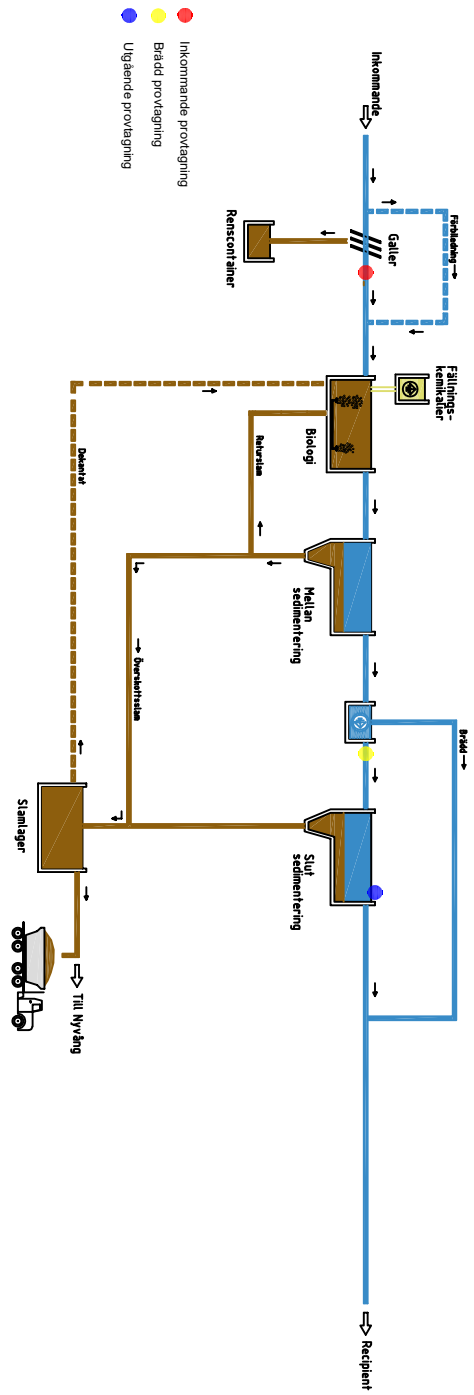 Inkommande provtagning
Brädd provtagning
Utgående provtagning
Inkommande
Förbiledning
Galler
Renscontainer
Fällnings-
kemikalier
Biologi
Returslam
Dekantat
Mellan
sedimentering
Överskottsslam
Brädd
Slut
sedimentering
Slamlager
Till Nyvång
Recipient